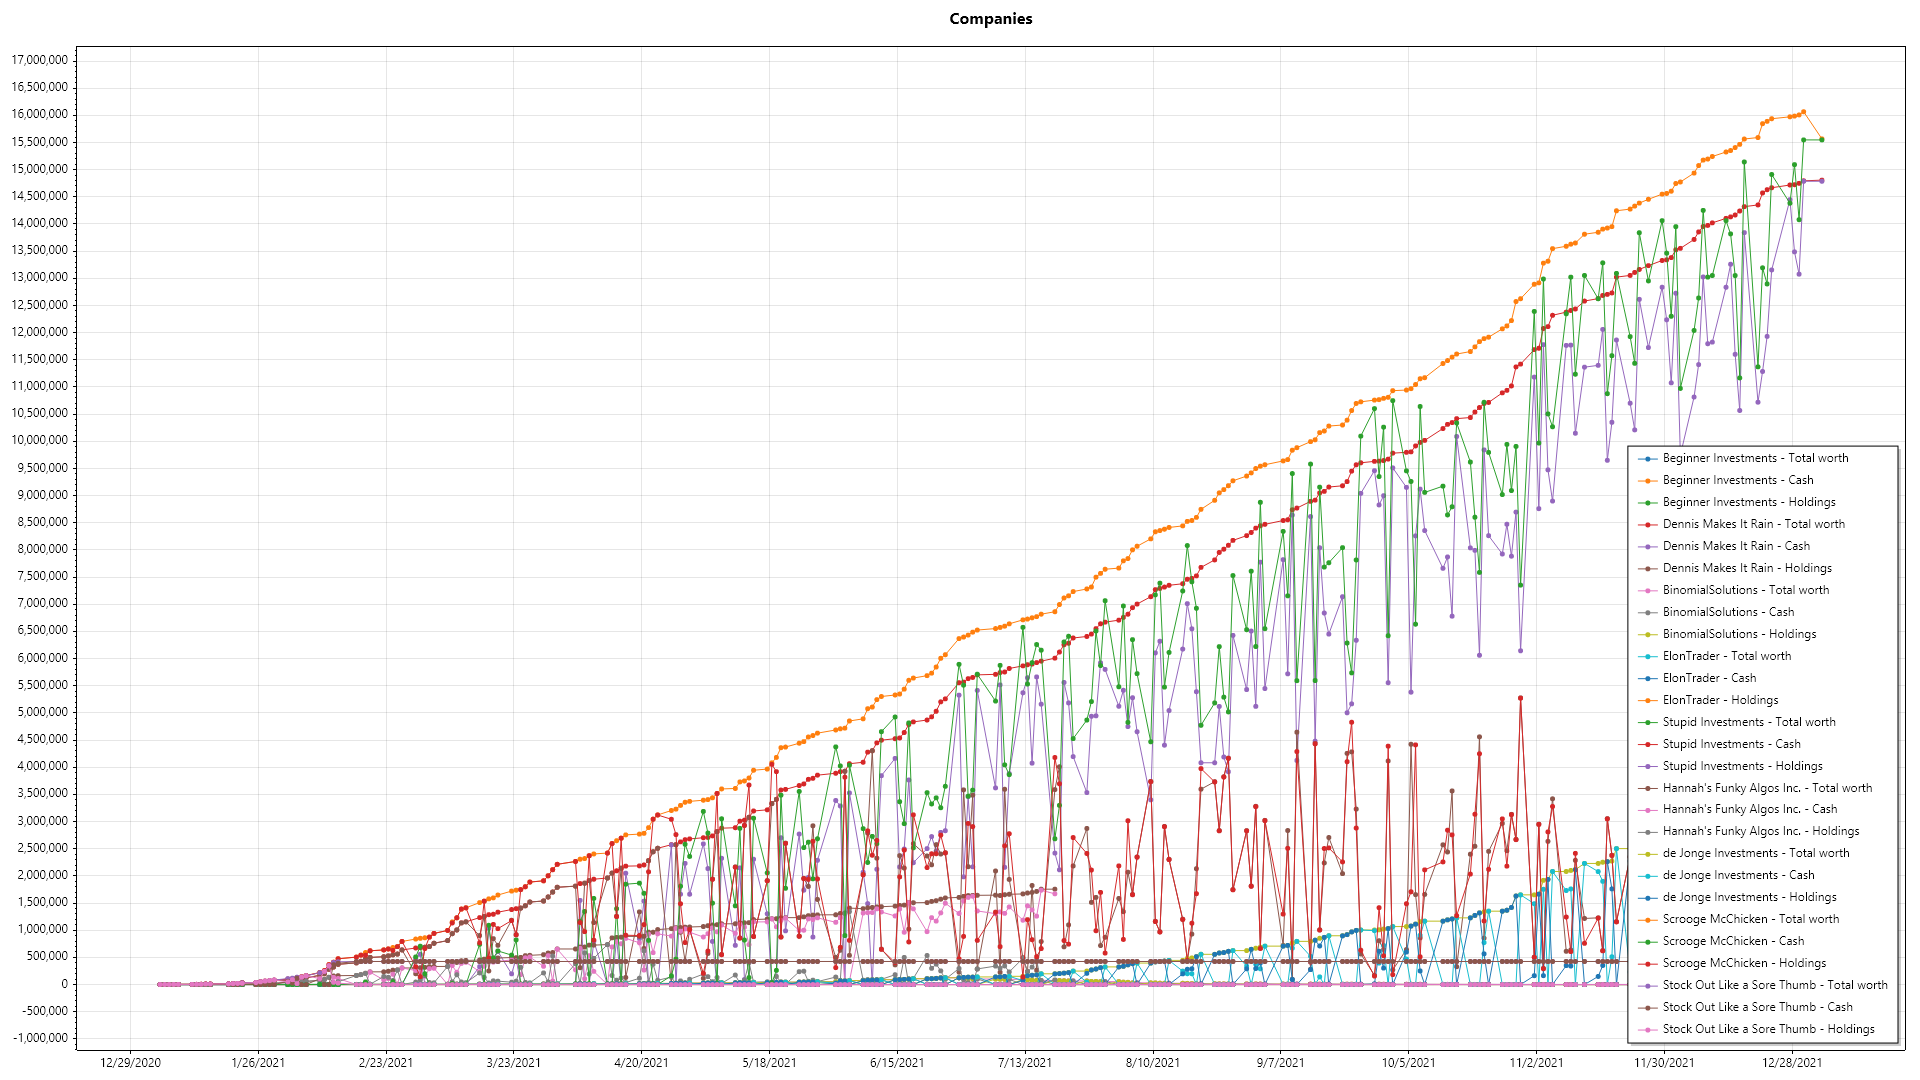 Companies
17,000,000
16,500,000
16,000,000
15,500,000
15,000,000
14,500,000
14,000,000
13,500,000
13,000,000
12,500,000
12,000,000
11,500,000
11,000,000
10,500,000
10,000,000
9,500,000
9,000,000
8,500,000
8,000,000
7,500,000
7,000,000
6,500,000
6,000,000
5,500,000
5,000,000
4,500,000
4,000,000
3,500,000
3,000,000
2,500,000
2,000,000
1,500,000
1,000,000
500,000
0
-500,000
-1,000,000
12/29/2020 1/26/2021 2/23/2021 3/23/2021 4/20/2021 5/18/2021 6/15/2021 7/13/2021 8/10/2021 9/7/2021 10/5/2021 11/2/2021 11/30/2021 12/28/2021
Beginner Investments - Total worth
Beginner Investments - Cash
Beginner Investments - Holdings
Dennis Makes It Rain - Total worth
Dennis Makes It Rain - Cash
Dennis Makes It Rain - Holdings
BinomialSolutions - Total worth
BinomialSolutions - Cash
BinomialSolutions - Holdings
ElonTrader - Total worth
ElonTrader - Cash
ElonTrader - Holdings
Stupid Investments - Total worth
Stupid Investments - Cash
Stupid Investments - Holdings
Hannah's Funky Algos Inc. - Total worth
Hannah's Funky Algos Inc. - Cash
Hannah's Funky Algos Inc. - Holdings
de Jonge Investments - Total worth
de Jonge Investments - Cash
de Jonge Investments - Holdings
Scrooge McChicken - Total worth
Scrooge McChicken - Cash
Scrooge McChicken - Holdings
Stock Out Like a Sore Thumb - Total worth
Stock Out Like a Sore Thumb - Cash
Stock Out Like a Sore Thumb - Holdings